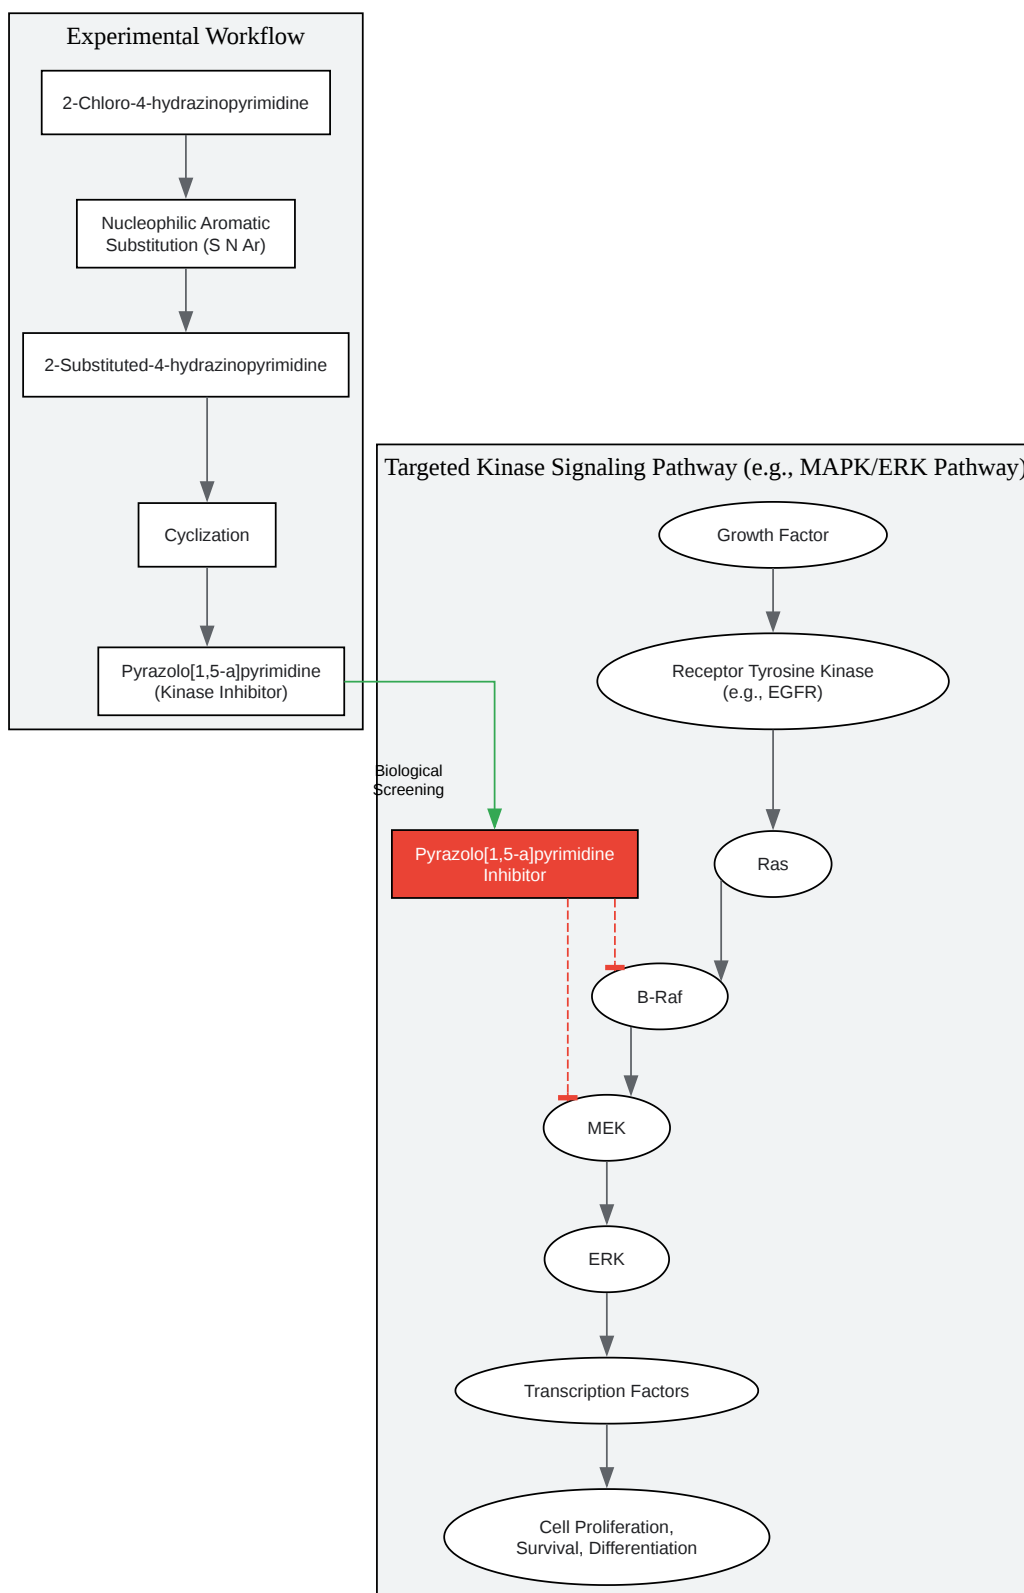 Experimental Workflow
2-Chloro-4-hydrazinopyrimidine
Nucleophilic Aromatic
Substitution (S N Ar)
2-Substituted-4-hydrazinopyrimidine
Cyclization
Pyrazolo[1,5-a]pyrimidine
(Kinase Inhibitor)
Biological
Screening
Targeted Kinase Signaling Pathway (e.g., MAPK/ERK Pathway)
Growth Factor
Receptor Tyrosine Kinase
(e.g., EGFR)
Pyrazolo[1,5-a]pyrimidine
Inhibitor
Ras
B-Raf
MEK
ERK
Transcription Factors
Cell Proliferation,
Survival, Differentiation